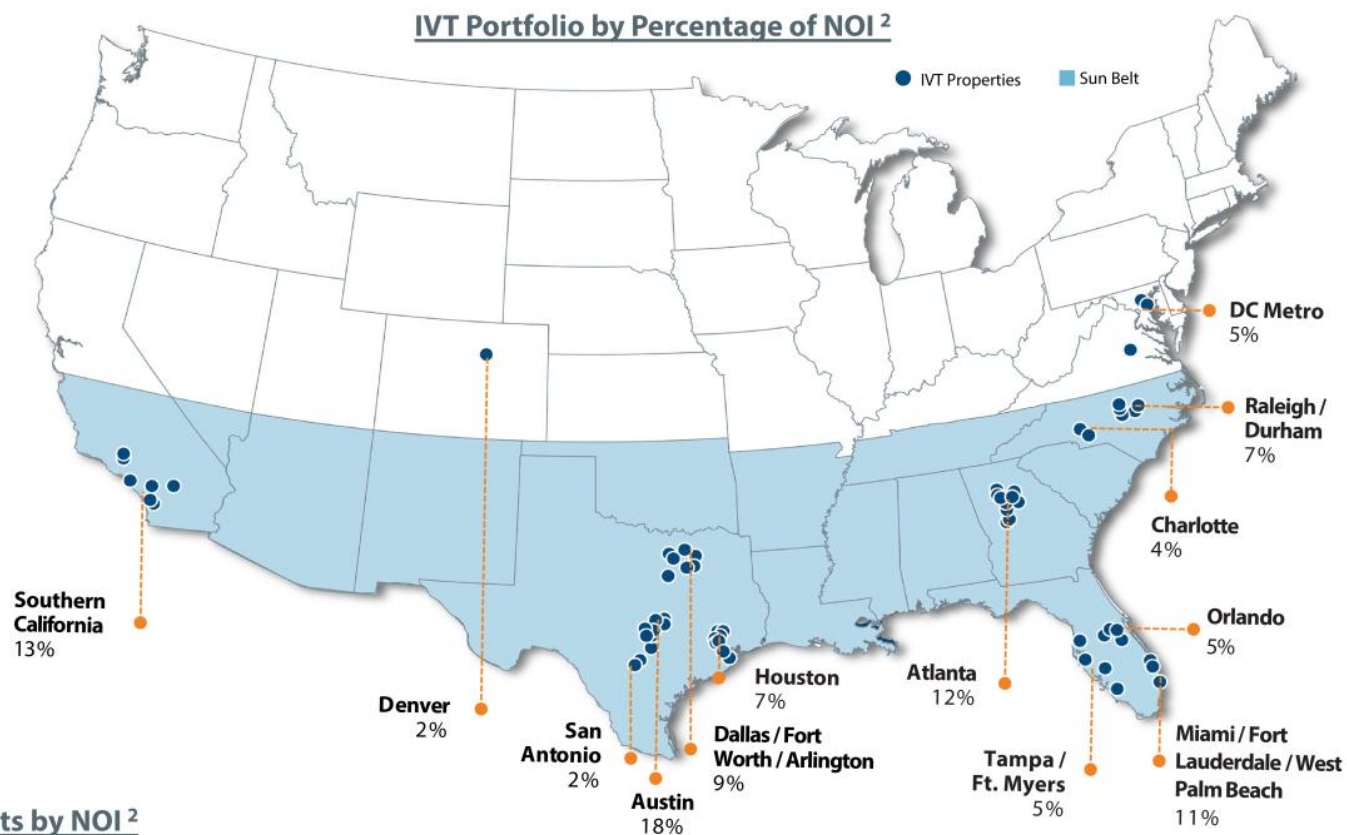 IVT Portfolio by Percentage of NOI ²
IVT Properties
Sun Belt
DC Metro
5%
Raleigh /
Durham
7%
Charlotte
4%
Southern
California
13%
Orlando
5%
Denver
2%
San
Antonio
2%
Austin
18%
Houston
7%
Dallas / Fort
Worth / Arlington
9%
Atlanta
12%
Tampa /
Ft. Myers
5%
Miami / Fort
Lauderdale / West
Palm Beach
11%
ts by NOI ²